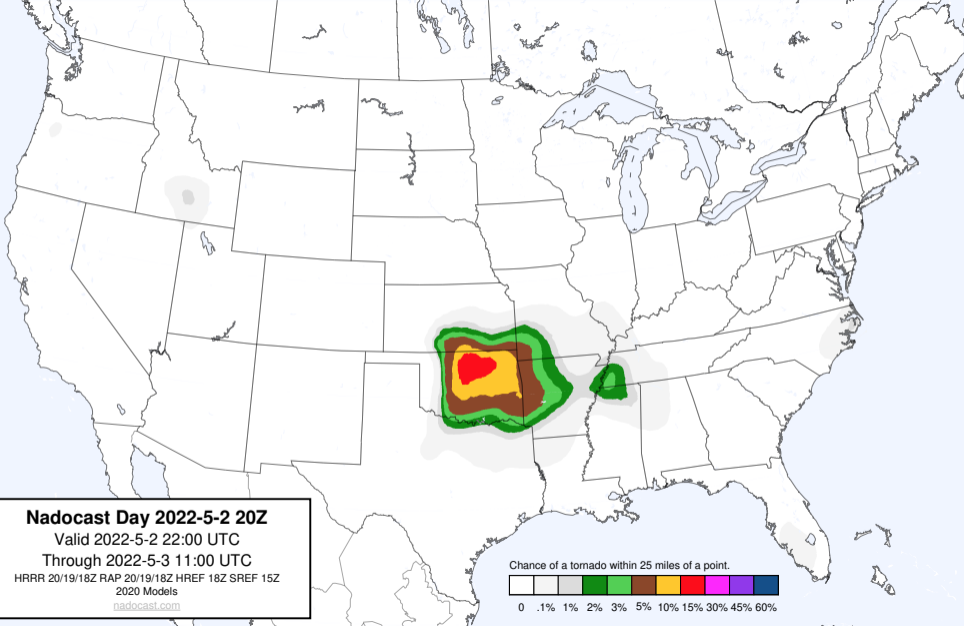 Nadocast Day 2022-5-2 20Z
Valid 2022-5-2 22:00 UTC
Through 2022-5-3 11:00 UTC
HRRR 20/19/18Z RAP 20/19/18Z HREF 18Z SREF 15Z
2020 Models
nadocast.com
Chance of a tornado within 25 miles of a point.
0 .1% 1% 2% 3% 5% 10% 15% 30% 45% 60%